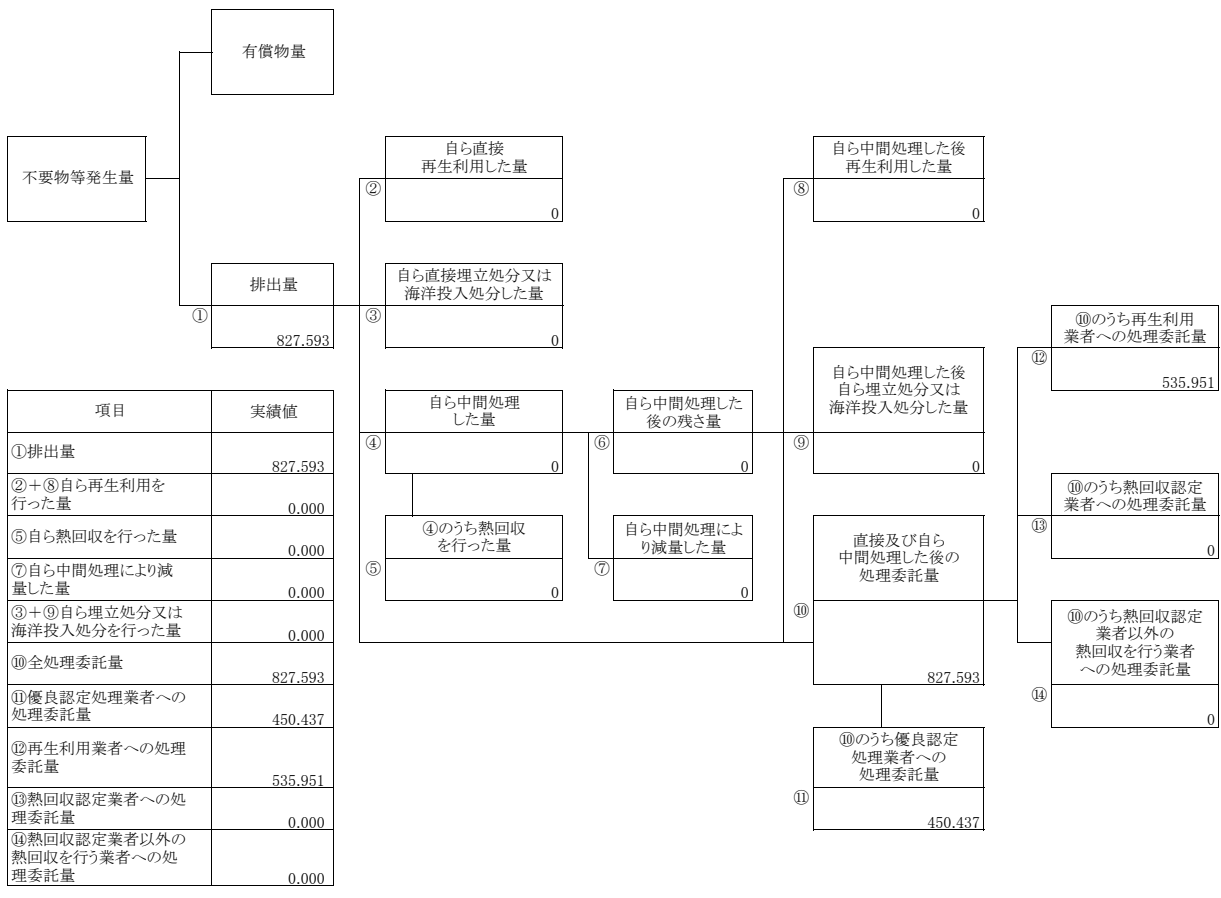 有償物量
不要物等発生量
排出量
①
827.593
自ら直接
再生利用した量
②
0
自ら直接埋立処分又は
海洋投入処分した量
③
0
自ら中間処理
した量
④
0
④のうち熱回収
を行った量
⑤
0
自ら中間処理した
後の残さ量
⑥
0
自ら中間処理によ
り減量した量
⑦
0
自ら中間処理した後
再生利用した量
⑧
0
自ら中間処理した後
自ら埋立処分又は
海洋投入処分した量
⑨
0
直接及び自ら
中間処理した後の
処理委託量
⑩
827.593
⑩のうち優良認定
処理業者への
処理委託量
⑪
450.437
⑩のうち再生利用
業者への処理委託量
⑫
535.951
⑩のうち熱回収認定
業者への処理委託量
⑬
0
⑩のうち熱回収認定
業者以外の
熱回収を行う業者
への処理委託量
⑭
0
項目 実績値
①排出量
827.593
②＋⑧自ら再生利用を
行った量
0.000
⑤自ら熱回収を行った量
0.000
⑦自ら中間処理により減
量した量
0.000
③＋⑨自ら埋立処分又は
海洋投入処分を行った量
0.000
⑩全処理委託量
827.593
⑪優良認定処理業者への
処理委託量
450.437
⑫再生利用業者への処理
委託量
535.951
⑬熱回収認定業者への処
理委託量
0.000
⑭熱回収認定業者以外の
熱回収を行う業者への処
理委託量
0.000